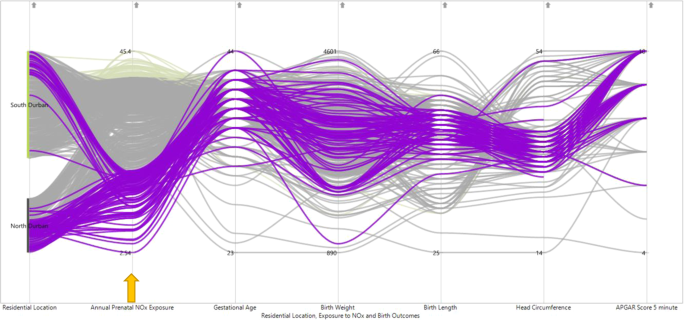 45.4 44 4601 66 54 10
South Durban
North Durban
2.54 23 890 25 14 4
Residential Location Annual Prenatal NOx Exposure Gestational Age Birth Weight Birth Length Head Circumference APGAR Score 5 minute
Residential Location, Exposure to NOx and Birth Outcomes